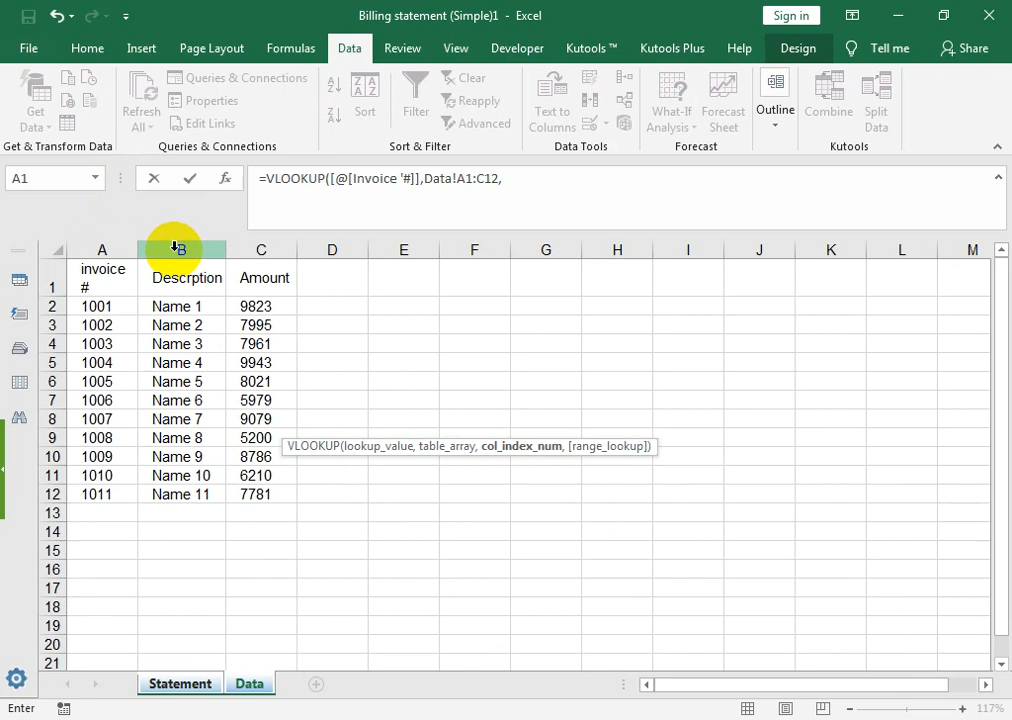 Billing statement (Simple)1 - Excel
Sign in
File Home Insert Page Layout Formulas Data Review View Developer Kutools ™ Kutools Plus Help Design Tell me Share
Get Data
Get & Transform Data
Refresh All
Queries & Connections
Properties
Edit Links
Queries & Connections
Sort
Filter
Clear
Reapply
Advanced
Sort & Filter
Text to Columns
Data Tools
What-If Analysis
Forecast Sheet
Forecast
Outline
Combine
Split Data
Kutools
A1
fx
=VLOOKUP([@[Invoice '#]],Data!A1:C12,
A B C D E F G H I J K L M
1 invoice # Descrption Amount
2 1001 Name 1 9823
3 1002 Name 2 7995
4 1003 Name 3 7961
5 1004 Name 4 9943
6 1005 Name 5 8021
7 1006 Name 6 5979
8 1007 Name 7 9079
9 1008 Name 8 5200
VLOOKUP(lookup_value, table_array, col_index_num, [range_lookup])
10 1009 Name 9 8786
11 1010 Name 10 6210
12 1011 Name 11 7781
13
14
15
16
17
18
19
20
21
Statement Data
Enter
117%